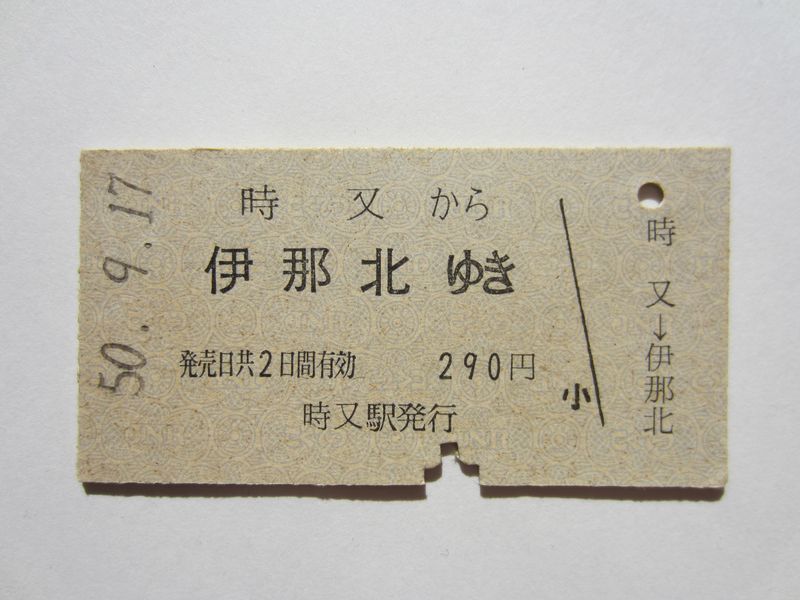 50.9.17
時又から
伊那北ゆき
発売日共2日間有効 290円
時又駅発行
小
時又→伊那北